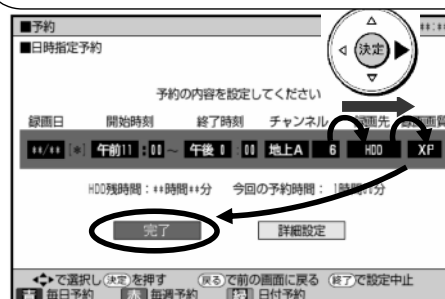 ■予約 **:**
■日時指定予約
決定
予約の内容を設定してください
録画日 開始時刻 終了時刻 チャンネル 録画先 録画画質
**/** [*] 午前11:00 ～ 午後 0:00 地上A 6 HDD XP
HDD残時間：**時間**分 今回の予約時間： 1時間**分
完了 詳細設定
で選択し 決定 を押す 戻る で前の画面に戻る 終了 で設定中止
青 毎日予約 赤 毎週予約 緑 日付予約